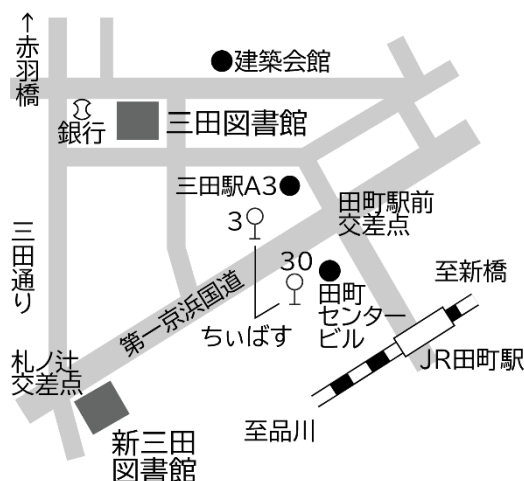 ↑赤羽橋
建築会館
銀行
三田図書館
三田駅A3
田町駅前
交差点
3
三田通り
30
至新橋
第一京浜国道
田町
センター
ビル
ちぃばす
札ノ辻
交差点
JR田町駅
至品川
新三田
図書館